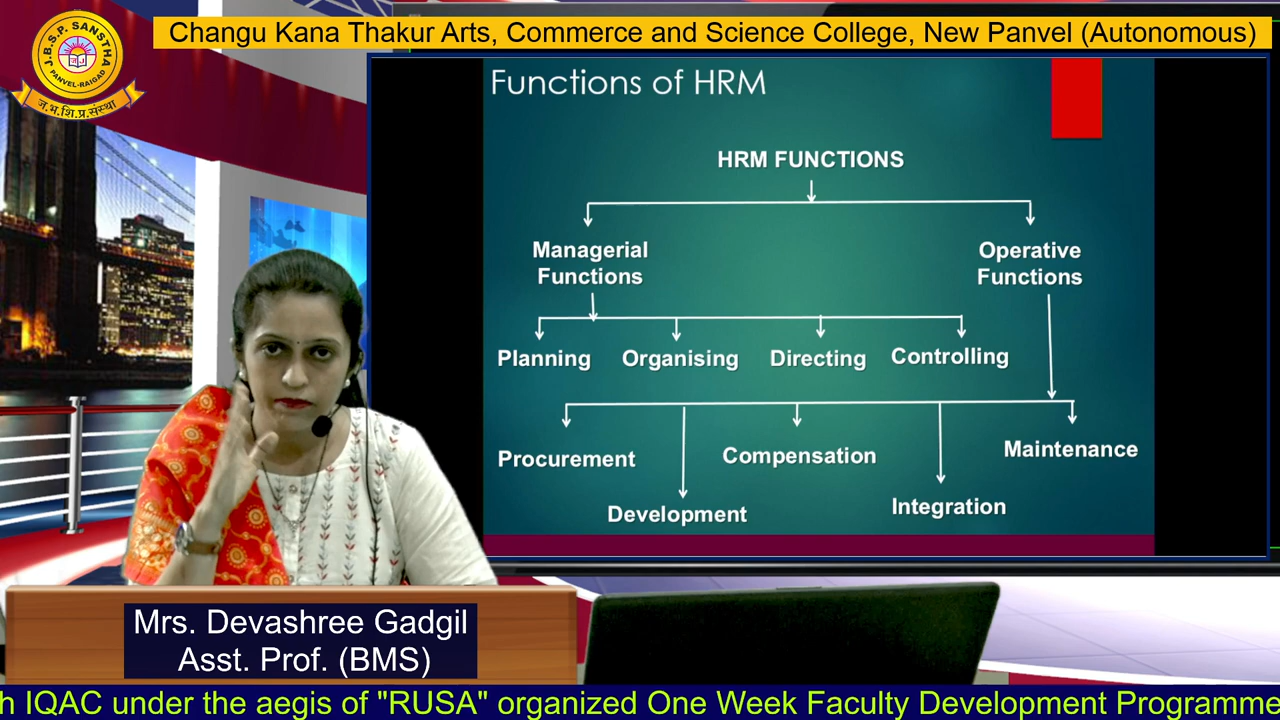 Changu Kana Thakur Arts, Commerce and Science College, New Panvel (Autonomous)
J.B.S.P. SANSTHA
PANVEL-RAIGAD
ज.भ.शि.प्र.संस्था
Functions of HRM
HRM FUNCTIONS
Managerial
Functions
Operative
Functions
Planning
Organising
Directing
Controlling
Procurement
Compensation
Maintenance
Development
Integration
Mrs. Devashree Gadgil
Asst. Prof. (BMS)
h IQAC under the aegis of "RUSA" organized One Week Faculty Development Programme